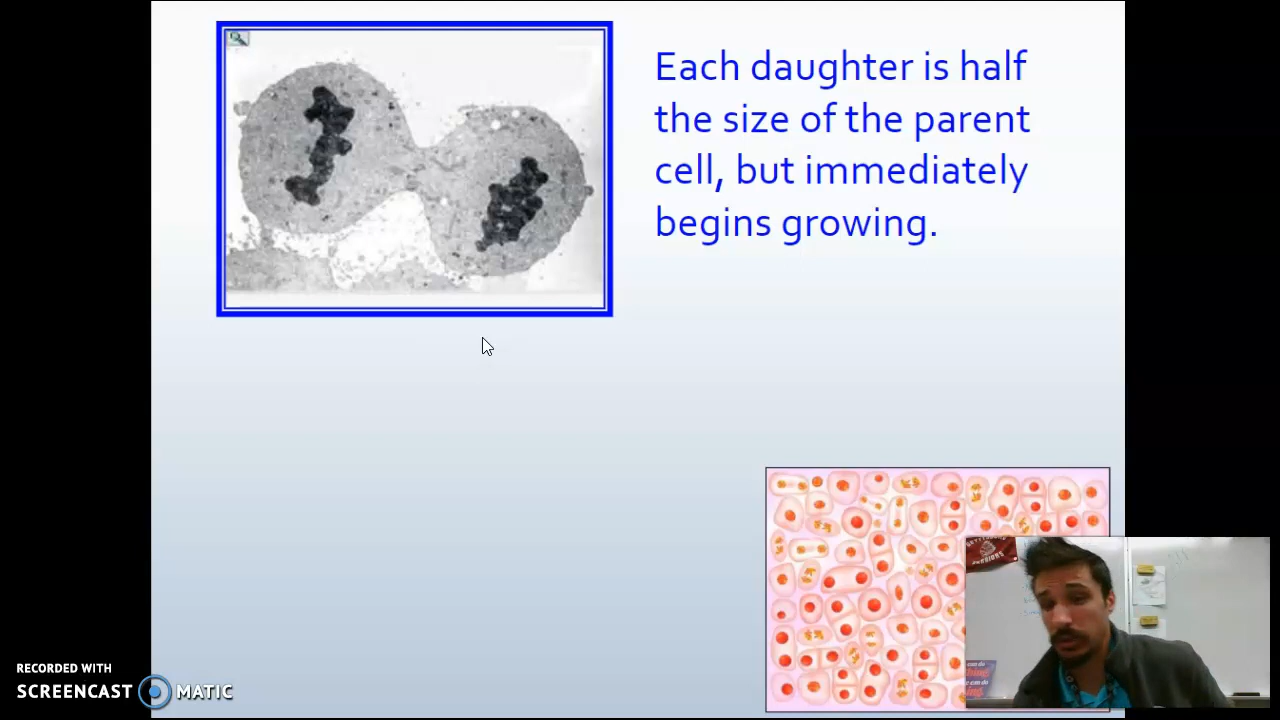 Each daughter is half
the size of the parent
cell, but immediately
begins growing.
RECORDED WITH
SCREENCAST MATIC